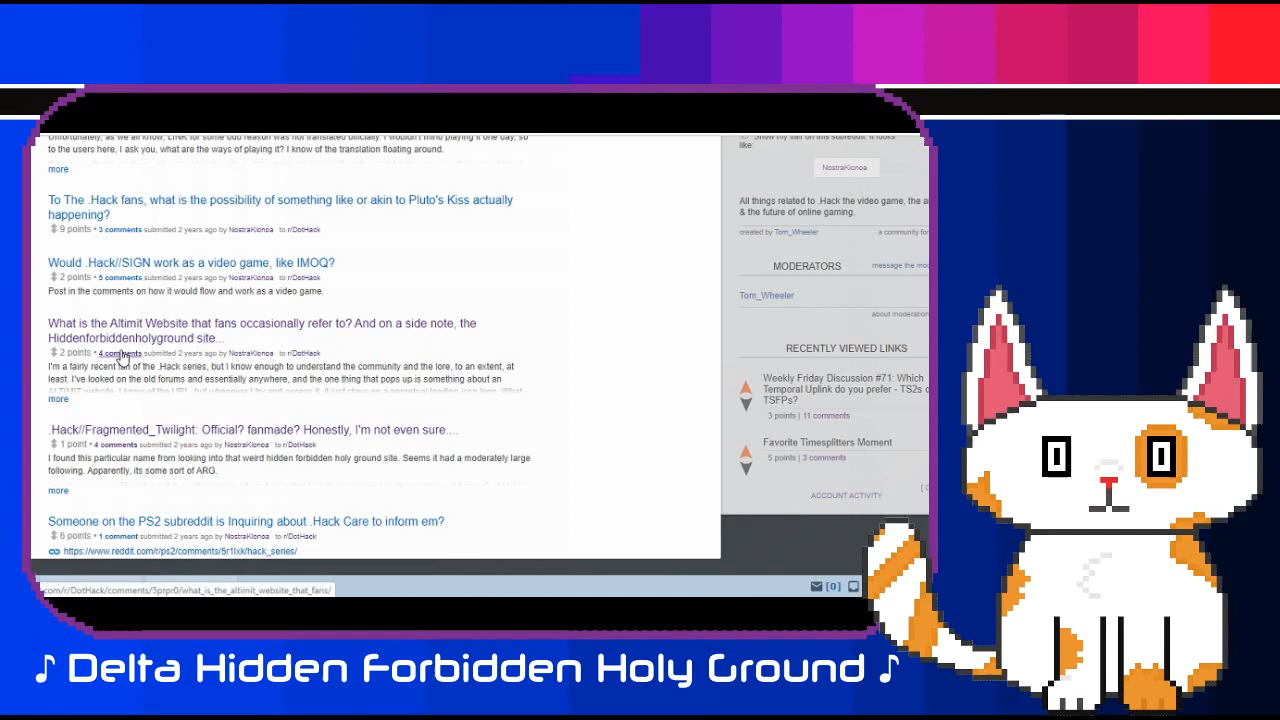 Unfortunately, as we all know, LINK for some odd reason was not translated officially. I wouldn't mind playing it one day, so
to the users here, I ask you, what are the ways of playing it? I know of the translation floating around.
more
To The .Hack fans, what is the possibility of something like or akin to Pluto's Kiss actually
happening?
9 points • 3 comments submitted 2 years ago by NostraKlonoa to r/DotHack
Would .Hack//SIGN work as a video game, like IMOQ?
2 points • 5 comments submitted 2 years ago by NostraKlonoa to r/DotHack
Post in the comments on how it would flow and work as a video game.
What is the Altimit Website that fans occasionally refer to? And on a side note, the
Hiddenforbiddenholyground site...
2 points • 4 comments submitted 2 years ago by NostraKlonoa to r/DotHack
I'm a fairly recent fan of the .Hack series, but I know enough to understand the community and the lore, to an extent, at
least. I've looked on the old forums and essentially anywhere, and the one thing that pops up is something about an
more
.Hack//Fragmented_Twilight: Official? fanmade? Honestly, I'm not even sure....
1 point • 4 comments submitted 2 years ago by NostraKlonoa to r/DotHack
I found this particular name from looking into that weird hidden forbidden holy ground site. Seems it had a moderately large
following. Apparently, its some sort of ARG.
more
Someone on the PS2 subreddit is Inquiring about .Hack Care to inform em?
6 points • 1 comment submitted 2 years ago by NostraKlonoa to r/DotHack
https://www.reddit.com/r/ps2/comments/5r1lxk/hack_series/
com/r/DotHack/comments/5prpr0/what_is_the_altimit_website_that_fans/
Show my flair on this subreddit. It looks
like
NostraKlonoa
All things related to .Hack the video game, the a
& the future of online gaming.
created by Tom_Wheeler a community for
MODERATORS message the mo
Tom_Wheeler
about moderation
RECENTLY VIEWED LINKS
Weekly Friday Discussion #71: Which
Temporal Uplink do you prefer - TS2s o
TSFPs?
3 points | 11 comments
Favorite Timesplitters Moment
5 points | 3 comments
ACCOUNT ACTIVITY
[0]
♪ Delta Hidden Forbidden Holy Ground ♪